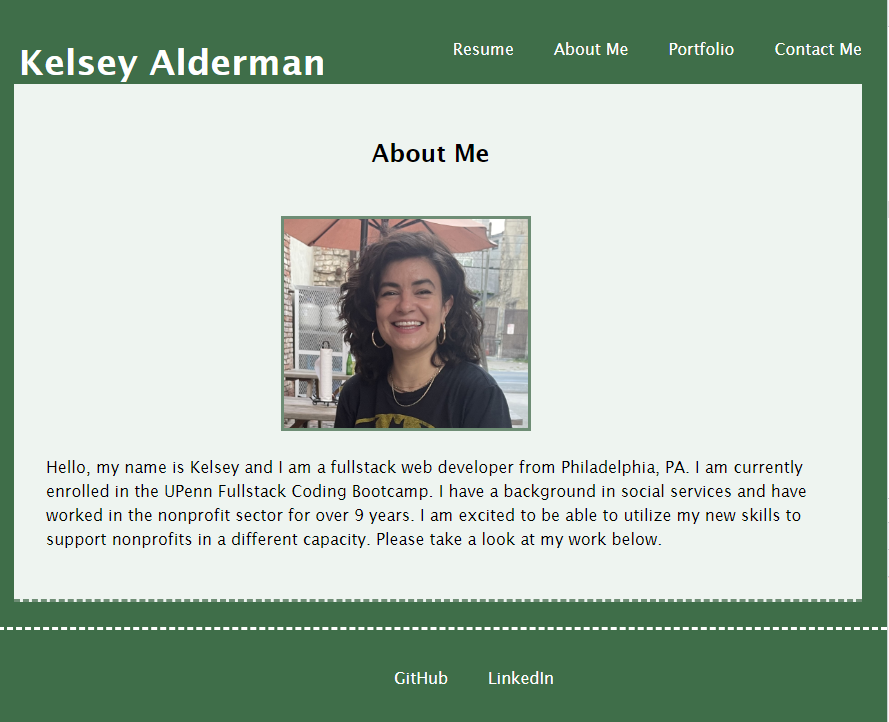 Kelsey Alderman
Resume About Me Portfolio Contact Me
About Me
Hello, my name is Kelsey and I am a fullstack web developer from Philadelphia, PA. I am currently
enrolled in the UPenn Fullstack Coding Bootcamp. I have a background in social services and have
worked in the nonprofit sector for over 9 years. I am excited to be able to utilize my new skills to
support nonprofits in a different capacity. Please take a look at my work below.
GitHub LinkedIn